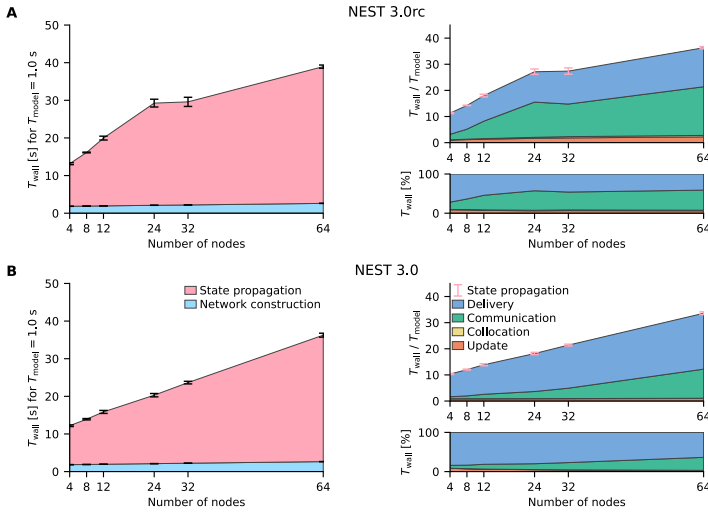 A
NEST 3.0rc
50
40
30
20
10
0
T_wall [s] for T_model = 1.0 s
4 8 12 24 32 64
Number of nodes
40
30
20
10
0
T_wall / T_model
4 8 12 24 32 64
100
0
T_wall [%]
4 8 12 24 32 64
Number of nodes
B
NEST 3.0
50
40
30
20
10
0
T_wall [s] for T_model = 1.0 s
State propagation
Network construction
4 8 12 24 32 64
Number of nodes
40
30
20
10
0
T_wall / T_model
State propagation
Delivery
Communication
Collocation
Update
4 8 12 24 32 64
100
0
T_wall [%]
4 8 12 24 32 64
Number of nodes